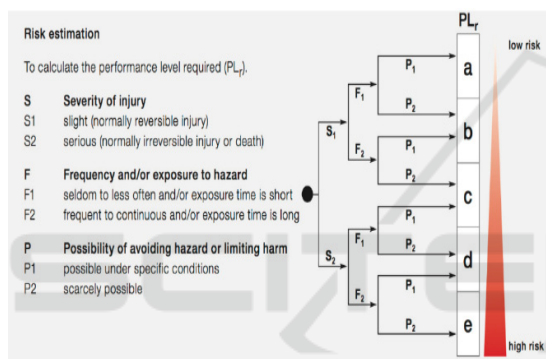 Risk estimation
To calculate the performance level required (PLr).
S Severity of injury
S1 slight (normally reversible injury)
S2 serious (normally irreversible injury or death)
F Frequency and/or exposure to hazard
F1 seldom to less often and/or exposure time is short
F2 frequent to continuous and/or exposure time is long
P Possibility of avoiding hazard or limiting harm
P1 possible under specific conditions
P2 scarcely possible
PLr
low risk
P1
a
F1
P2
S1
b
P1
F2
P2
c
P1
F1
P2
S2
d
P1
F2
P2
e
high risk
SCITE